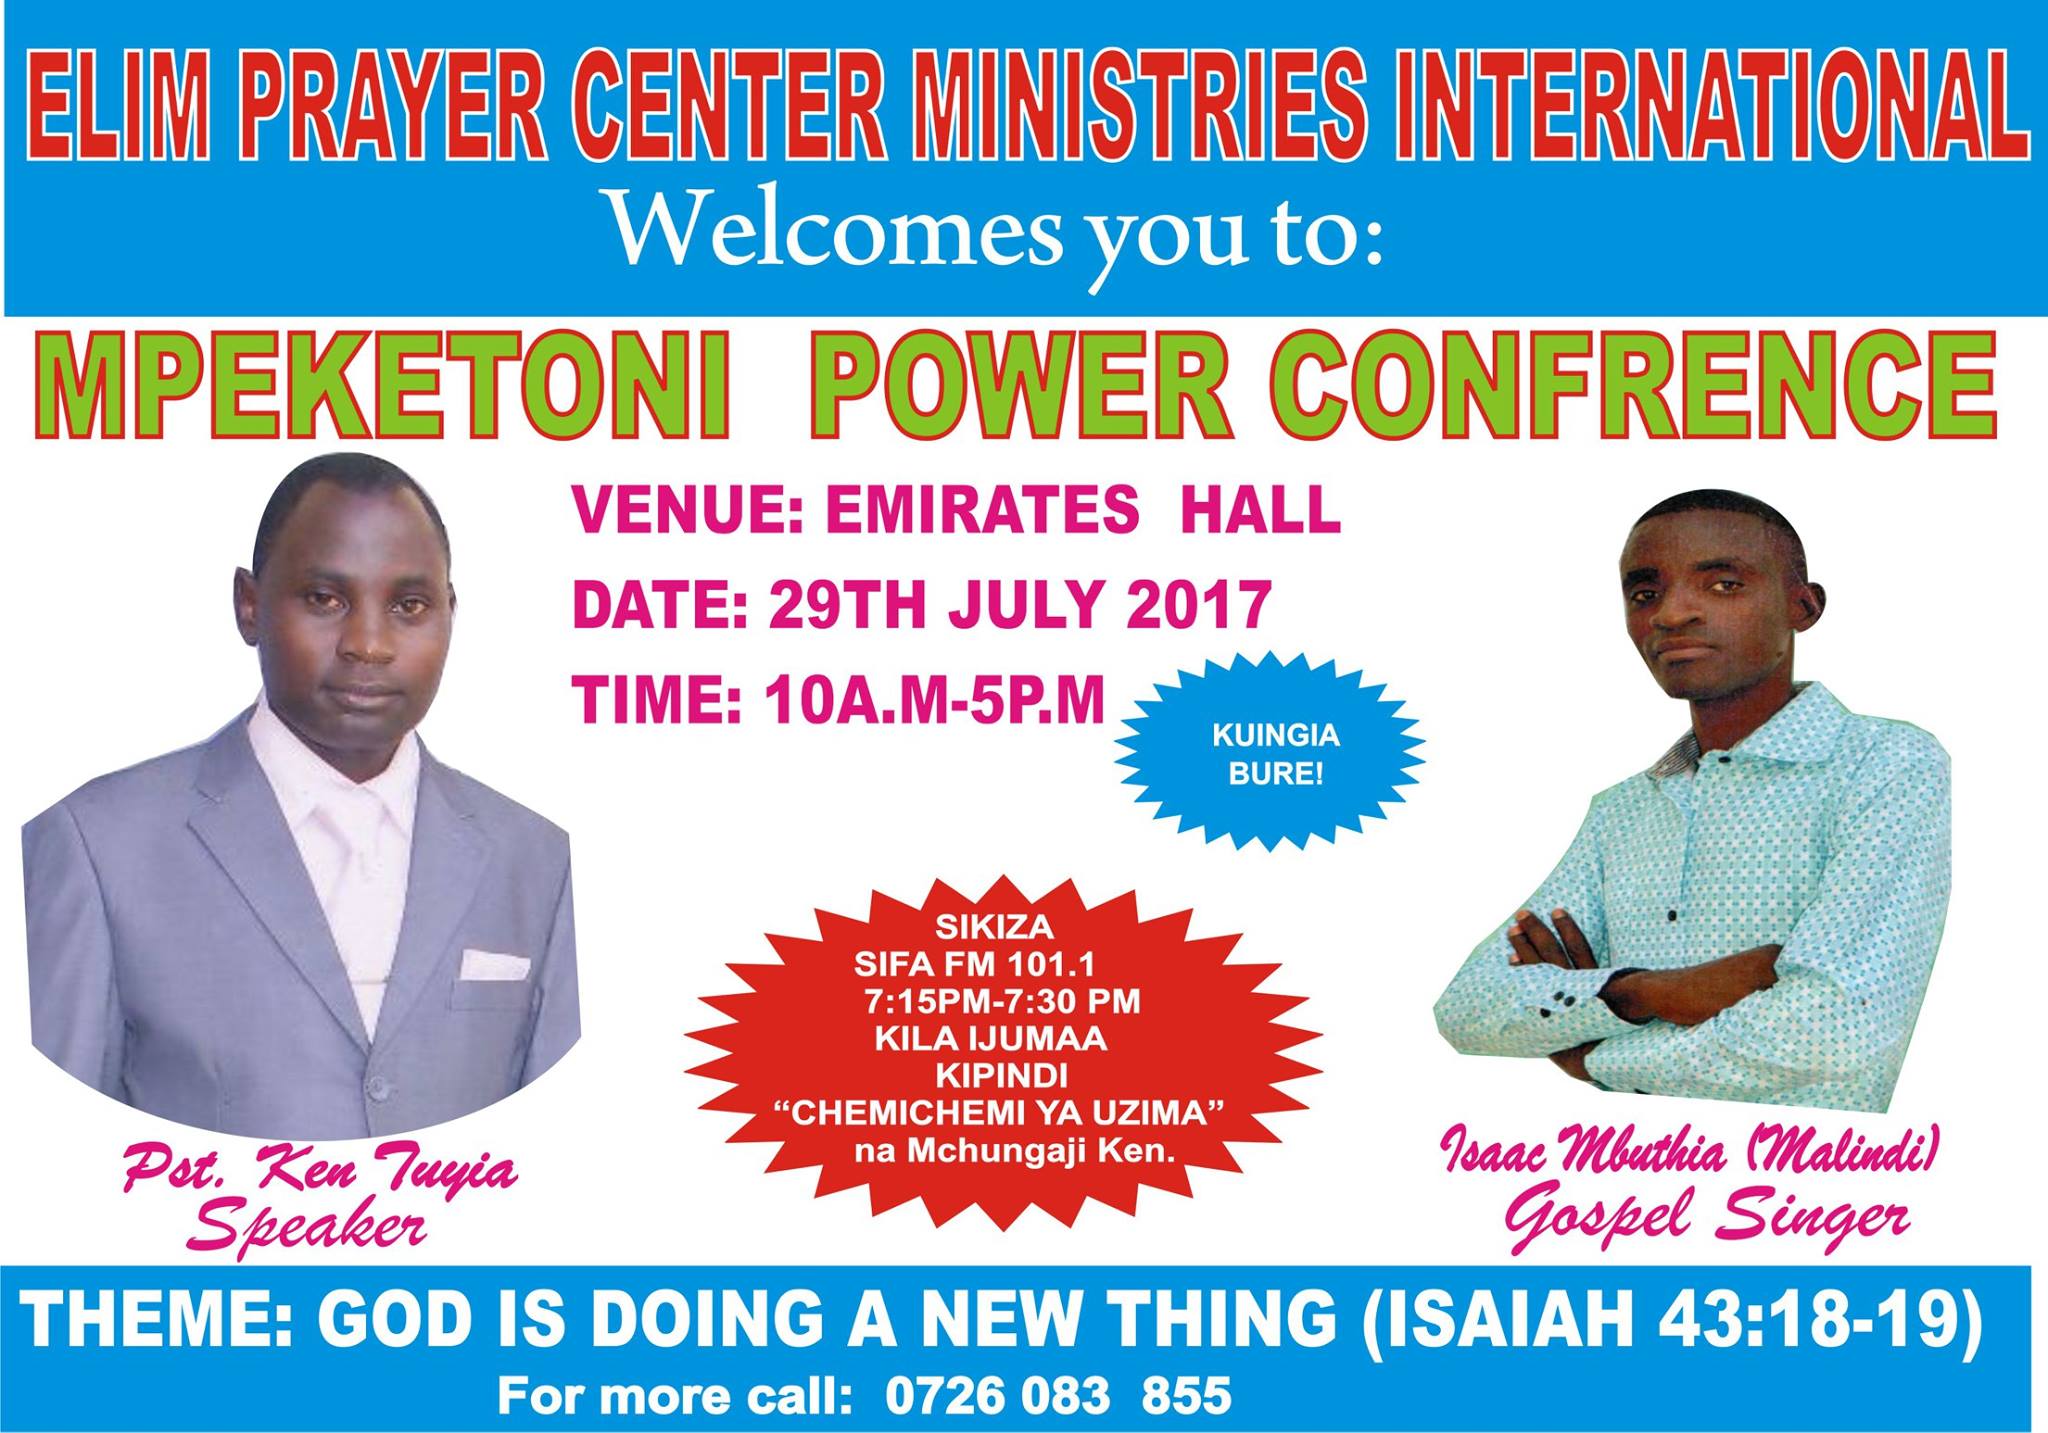 ELIM PRAYER CENTER MINISTRIES INTERNATIONAL
Welcomes you to:
MPEKETONI POWER CONFRENCE
VENUE: EMIRATES HALL
DATE: 29TH JULY 2017
TIME: 10A.M-5P.M
KUINGIA
BURE!
SIKIZA
SIFA FM 101.1
7:15PM-7:30 PM
KILA IJUMAA
KIPINDI
“CHEMICHEMI YA UZIMA”
na Mchungaji Ken.
Pst. Ken Tuyia
Speaker
Isaac Mbuthia (Malindi)
Gospel Singer
THEME: GOD IS DOING A NEW THING (ISAIAH 43:18-19)
For more call: 0726 083 855